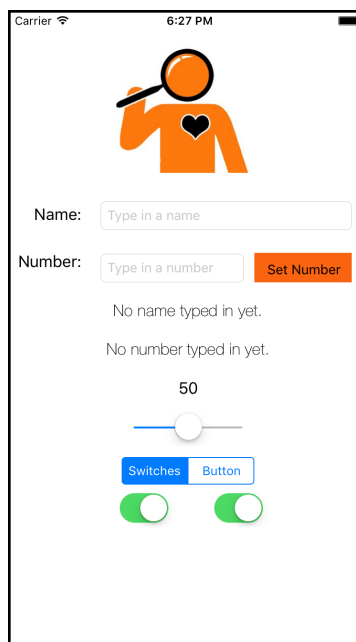 Carrier 6:27 PM
Name: Type in a name
Number: Type in a number Set Number
No name typed in yet.
No number typed in yet.
50
Switches Button